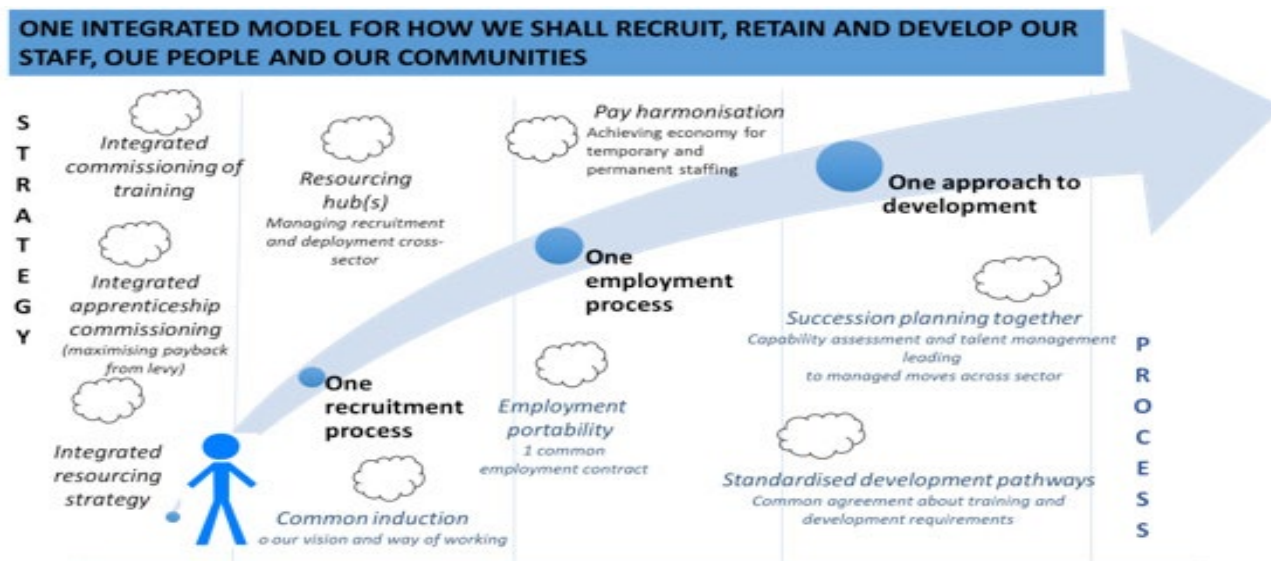 ONE INTEGRATED MODEL FOR HOW WE SHALL RECRUIT, RETAIN AND DEVELOP OUR
STAFF, OUE PEOPLE AND OUR COMMUNITIES
STRATEGY
Integrated
commissioning of
training
Integrated
apprenticeship
commissioning
(maximising payback
from levy)
Integrated
resourcing
strategy
Resourcing
hub(s)
Managing recruitment
and deployment cross-
sector
One
recruitment
process
Common induction
o our vision and way of working
Pay harmonisation
Achieving economy for
temporary and
permanent staffing
One
employment
process
Employment
portability
1 common
employment contract
One approach to
development
Succession planning together
Capability assessment and talent management
leading
to managed moves across sector
Standardised development pathways
Common agreement about training and
development requirements
PROCESS